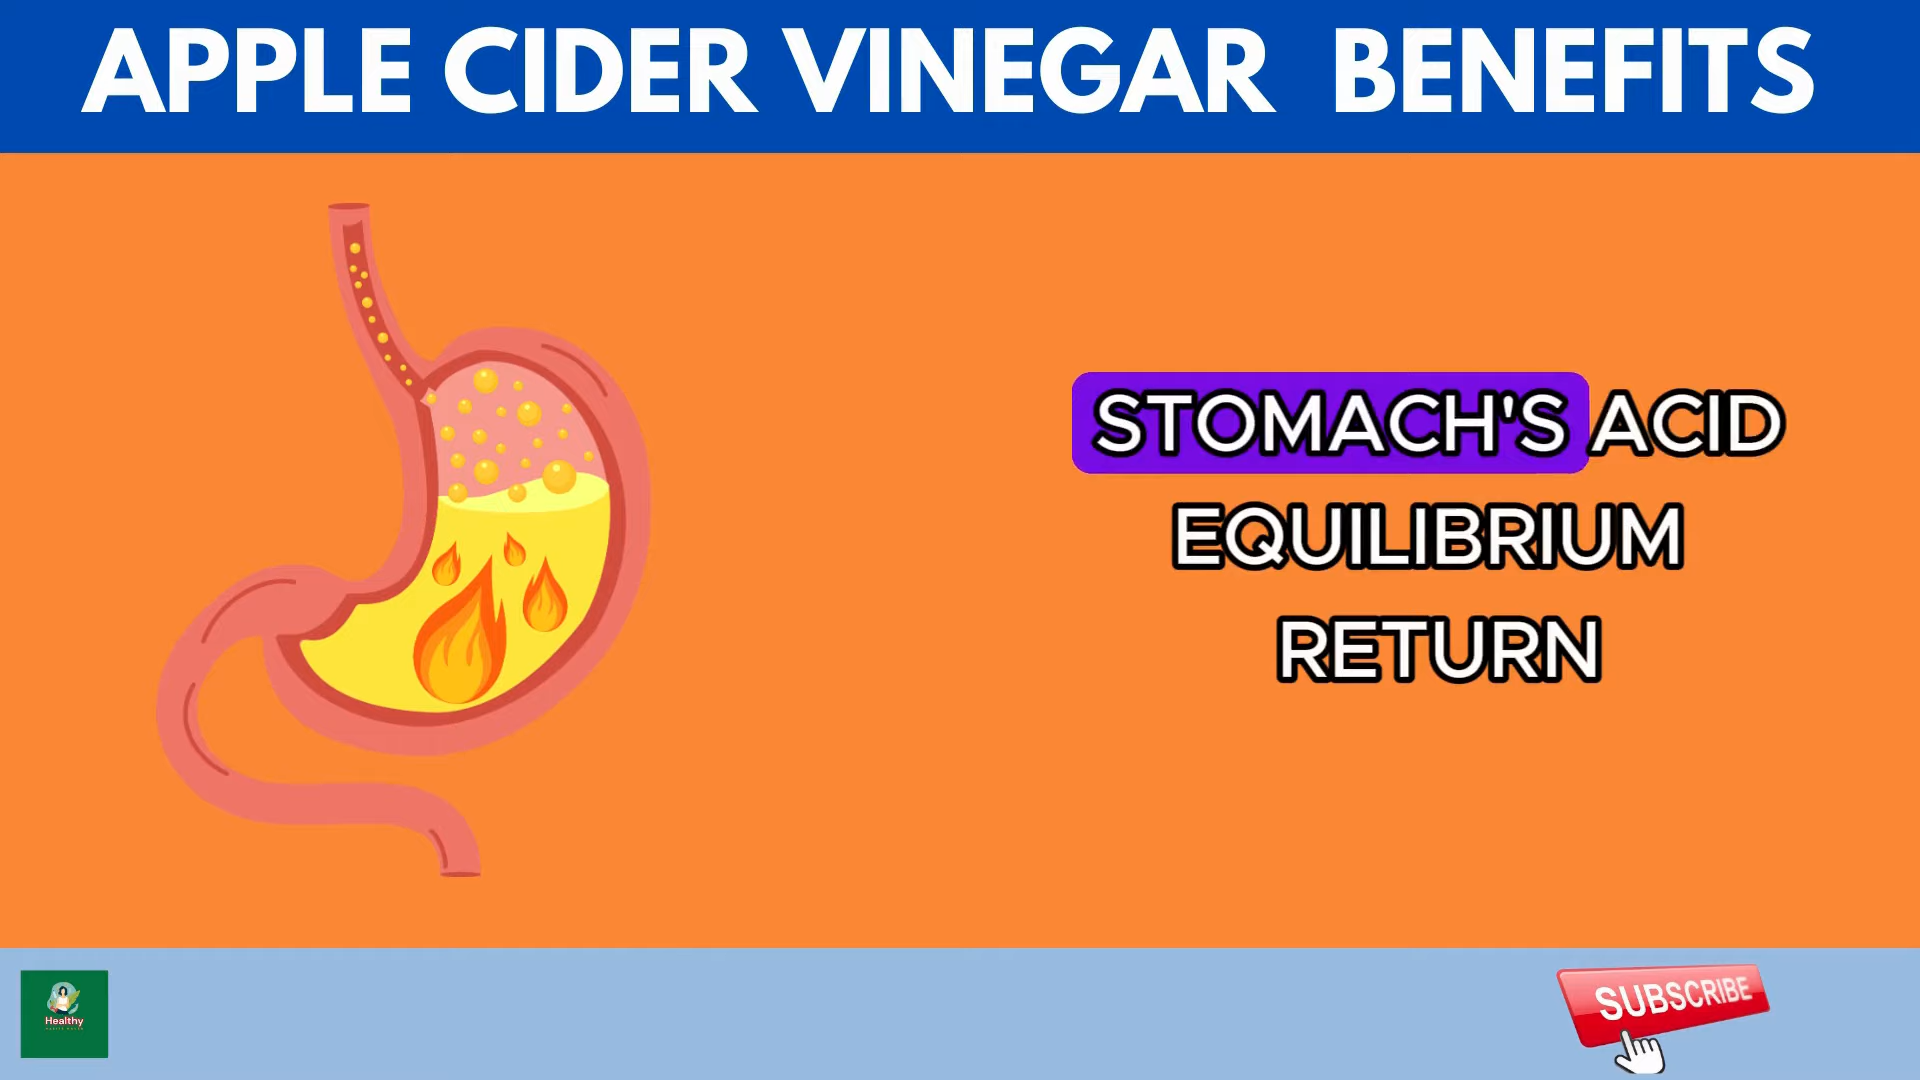 APPLE CIDER VINEGAR BENEFITS
STOMACH'S ACID
EQUILIBRIUM
RETURN
Healthy
SUBSCRIBE